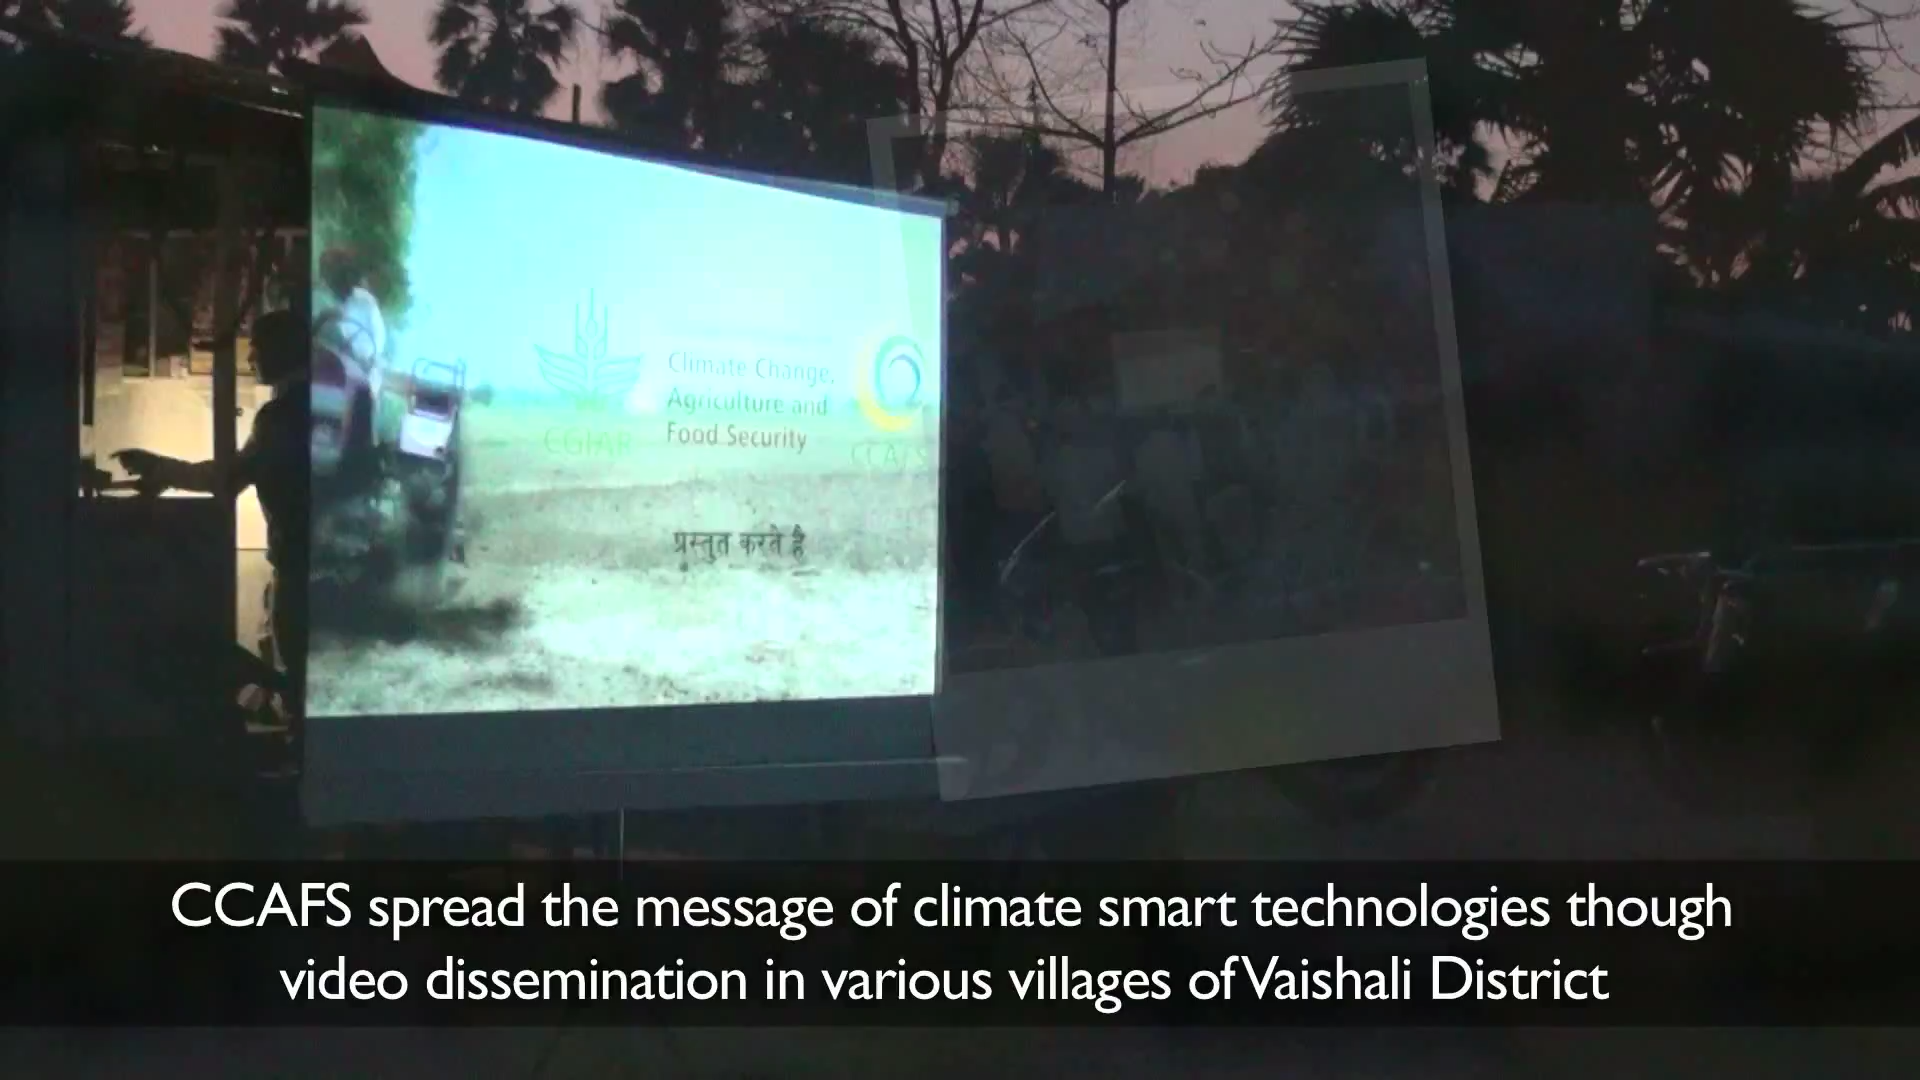 Climate Change,
Agriculture and
Food Security
CGIAR
CCAFS
प्रस्तुत करते है
CCAFS spread the message of climate smart technologies though
video dissemination in various villages of Vaishali District